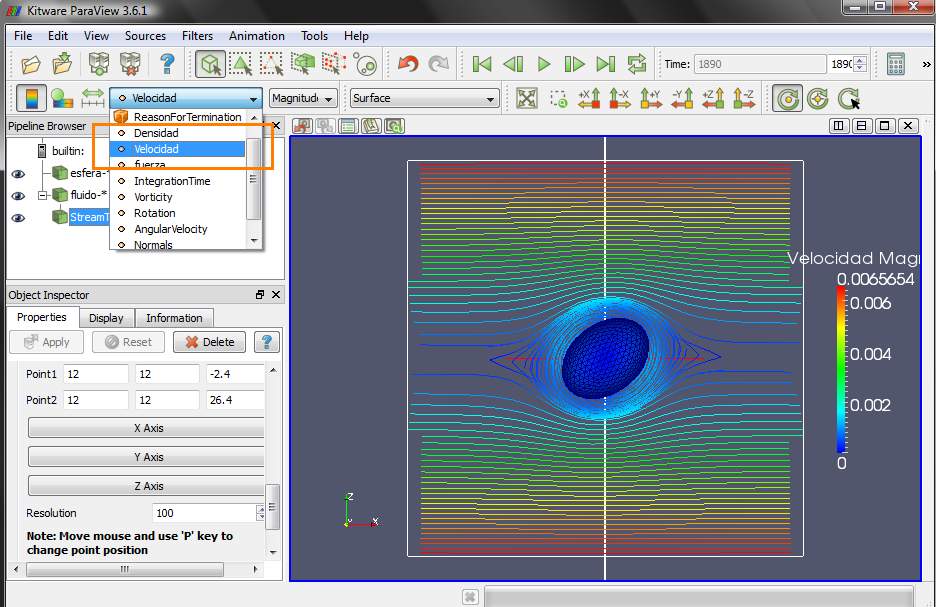 Kitware ParaView 3.6.1
File Edit View Sources Filters Animation Tools Help
Time: 1890 1890
Velocidad Magnitude Surface
+X -X +Y -Y +Z -Z
Pipeline Browser
builtin:
esfera-
fluido-*
StreamT
ReasonForTermination
Densidad
Velocidad
fuerza
IntegrationTime
Vorticity
Rotation
AngularVelocity
Normals
Object Inspector
Properties Display Information
Apply Reset Delete ?
Point1 12 12 -2.4
Point2 12 12 26.4
X Axis
Y Axis
Z Axis
Resolution 100
Note: Move mouse and use 'P' key to
change point position
Velocidad Magn
0.0065654
0.006
0.004
0.002
0
Z
X